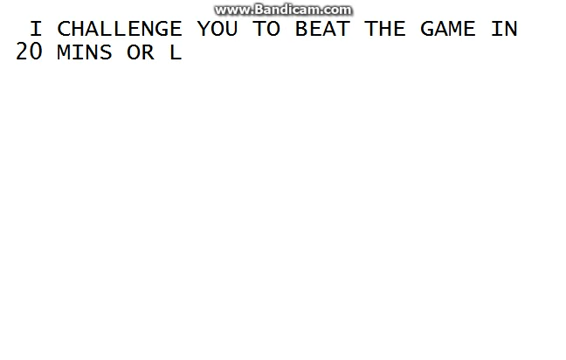 www.Bandicam.com
I CHALLENGE YOU TO BEAT THE GAME IN
20 MINS OR L